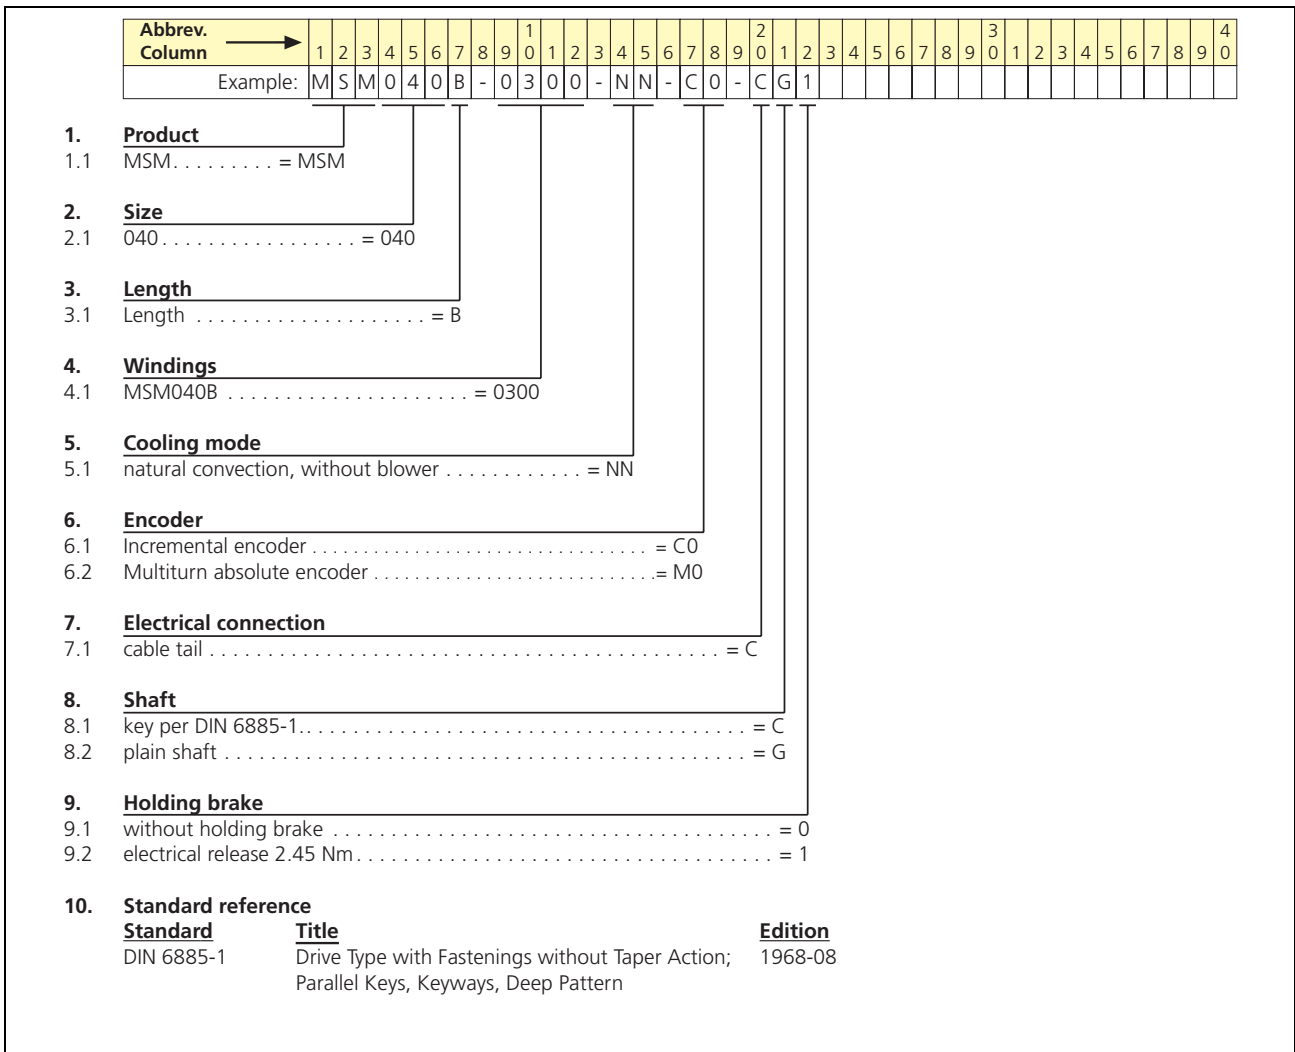 Abbrev. 1 2 3 4
Column 1 2 3 4 5 6 7 8 9 0 1 2 3 4 5 6 7 8 9 0 1 2 3 4 5 6 7 8 9 0 1 2 3 4 5 6 7 8 9 0
Example: M S M 0 4 0 B - 0 3 0 0 - N N - C 0 - C G 1
1. Product
1.1 MSM. . . . . . . . . = MSM
2. Size
2.1 040 . . . . . . . . . . . . . . . . . = 040
3. Length
3.1 Length . . . . . . . . . . . . . . . . . . . . = B
4. Windings
4.1 MSM040B . . . . . . . . . . . . . . . . . . . . . = 0300
5. Cooling mode
5.1 natural convection, without blower . . . . . . . . . . . . = NN
6. Encoder
6.1 Incremental encoder . . . . . . . . . . . . . . . . . . . . . . . . . . . . . . . . . = C0
6.2 Multiturn absolute encoder . . . . . . . . . . . . . . . . . . . . . . . . . . . .= M0
7. Electrical connection
7.1 cable tail . . . . . . . . . . . . . . . . . . . . . . . . . . . . . . . . . . . . . . . . . . . . = C
8. Shaft
8.1 key per DIN 6885-1.. . . . . . . . . . . . . . . . . . . . . . . . . . . . . . . . . . . . . . = C
8.2 plain shaft . . . . . . . . . . . . . . . . . . . . . . . . . . . . . . . . . . . . . . . . . . . . . = G
9. Holding brake
9.1 without holding brake . . . . . . . . . . . . . . . . . . . . . . . . . . . . . . . . . . . . . . = 0
9.2 electrical release 2.45 Nm . . . . . . . . . . . . . . . . . . . . . . . . . . . . . . . . . . . . = 1
10. Standard reference
Standard Title Edition
DIN 6885-1 Drive Type with Fastenings without Taper Action; 1968-08
Parallel Keys, Keyways, Deep Pattern